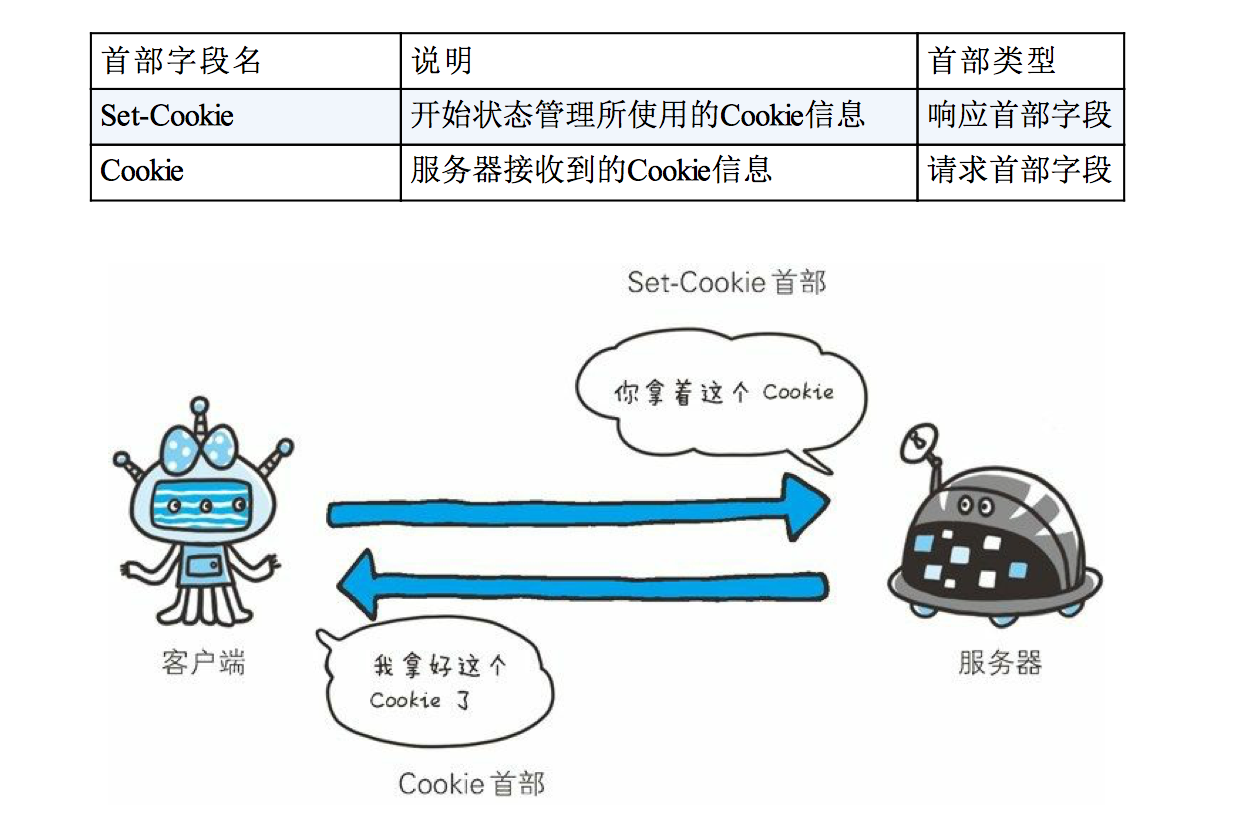 首部字段名 说明 首部类型
Set-Cookie 开始状态管理所使用的Cookie信息 响应首部字段
Cookie 服务器接收到的Cookie信息 请求首部字段
Set-Cookie 首部
你拿着这个 Cookie
客户端
服务器
我拿好这个
Cookie 了
Cookie 首部